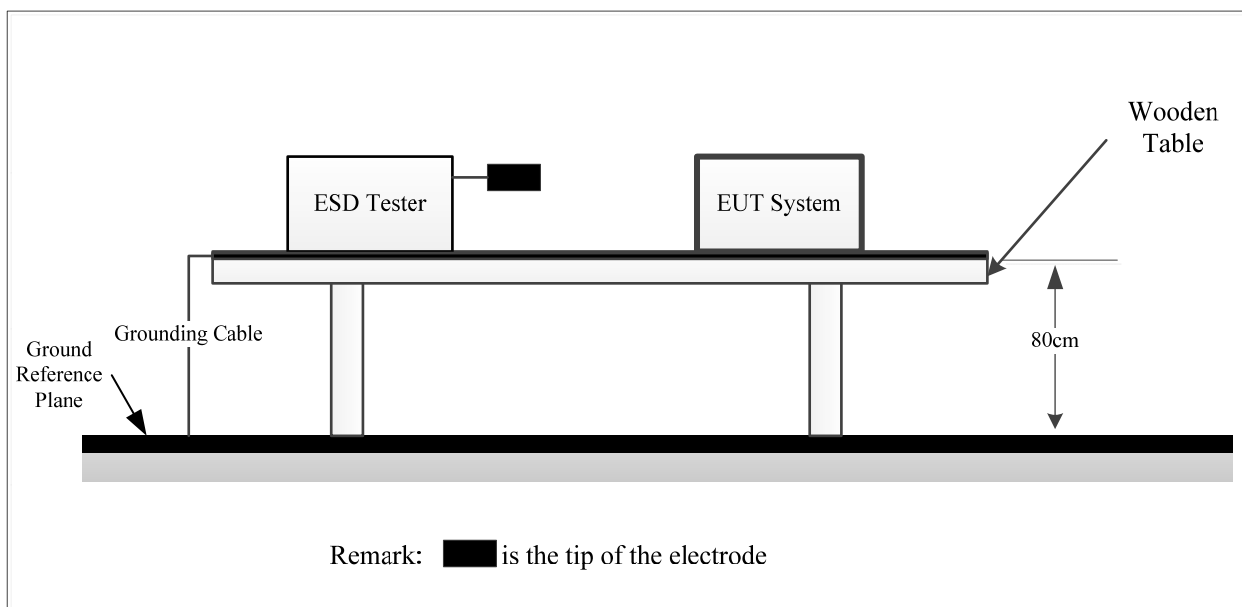 Wooden
Table
ESD Tester
EUT System
Grounding Cable
80cm
Ground
Reference
Plane
Remark: is the tip of the electrode